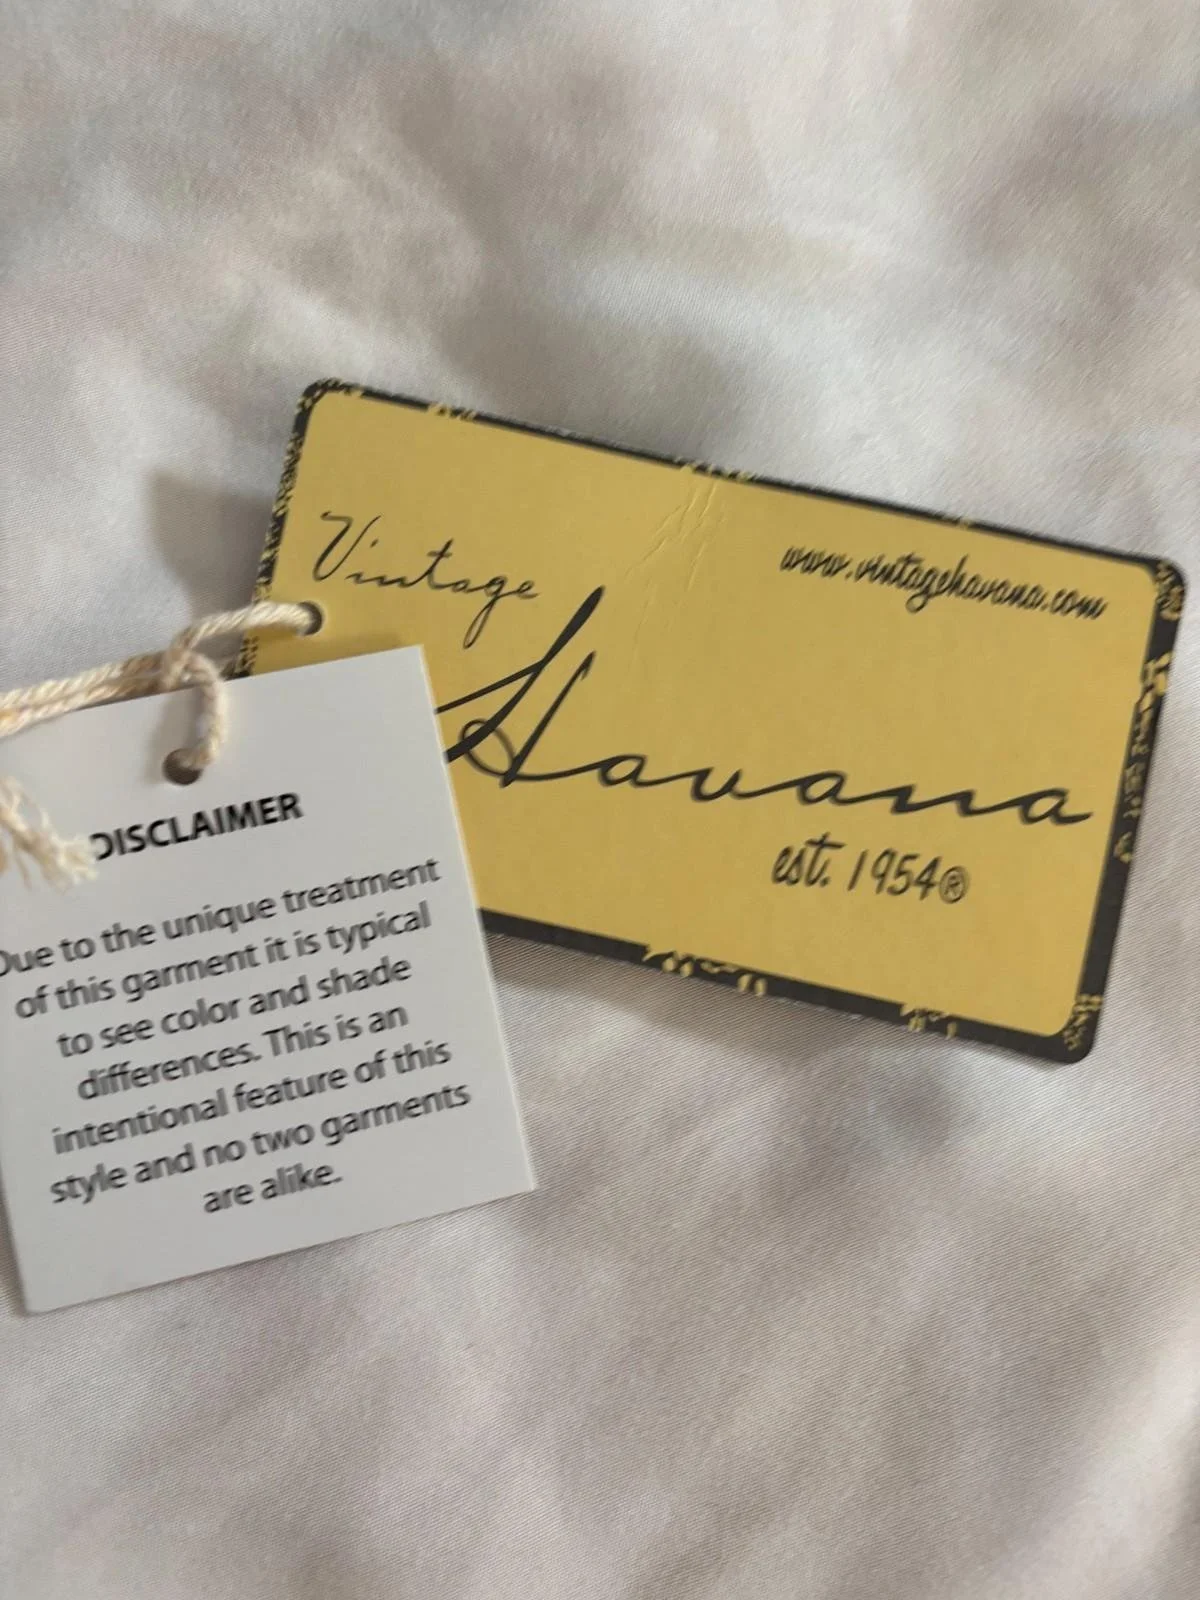 Vintage
www.vintagehavana.com
Havana
est. 1954®
DISCLAIMER
Due to the unique treatment
of this garment it is typical
to see color and shade
differences. This is an
intentional feature of this
style and no two garments
are alike.